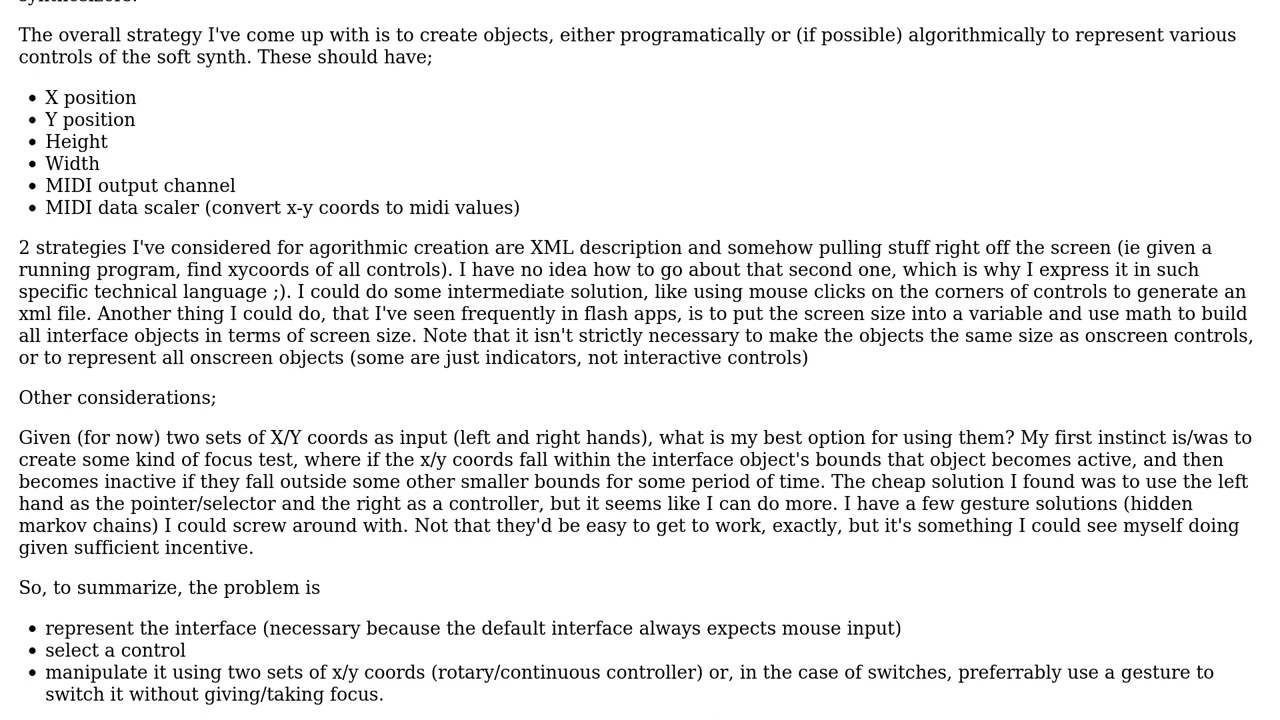 The overall strategy I've come up with is to create objects, either programatically or (if possible) algorithmically to represent various
controls of the soft synth. These should have;
• X position
• Y position
• Height
• Width
• MIDI output channel
• MIDI data scaler (convert x-y coords to midi values)
2 strategies I've considered for agorithmic creation are XML description and somehow pulling stuff right off the screen (ie given a
running program, find xycoords of all controls). I have no idea how to go about that second one, which is why I express it in such
specific technical language ;). I could do some intermediate solution, like using mouse clicks on the corners of controls to generate an
xml file. Another thing I could do, that I've seen frequently in flash apps, is to put the screen size into a variable and use math to build
all interface objects in terms of screen size. Note that it isn't strictly necessary to make the objects the same size as onscreen controls,
or to represent all onscreen objects (some are just indicators, not interactive controls)
Other considerations;
Given (for now) two sets of X/Y coords as input (left and right hands), what is my best option for using them? My first instinct is/was to
create some kind of focus test, where if the x/y coords fall within the interface object's bounds that object becomes active, and then
becomes inactive if they fall outside some other smaller bounds for some period of time. The cheap solution I found was to use the left
hand as the pointer/selector and the right as a controller, but it seems like I can do more. I have a few gesture solutions (hidden
markov chains) I could screw around with. Not that they'd be easy to get to work, exactly, but it's something I could see myself doing
given sufficient incentive.
So, to summarize, the problem is
• represent the interface (necessary because the default interface always expects mouse input)
• select a control
• manipulate it using two sets of x/y coords (rotary/continuous controller) or, in the case of switches, preferrably use a gesture to
switch it without giving/taking focus.